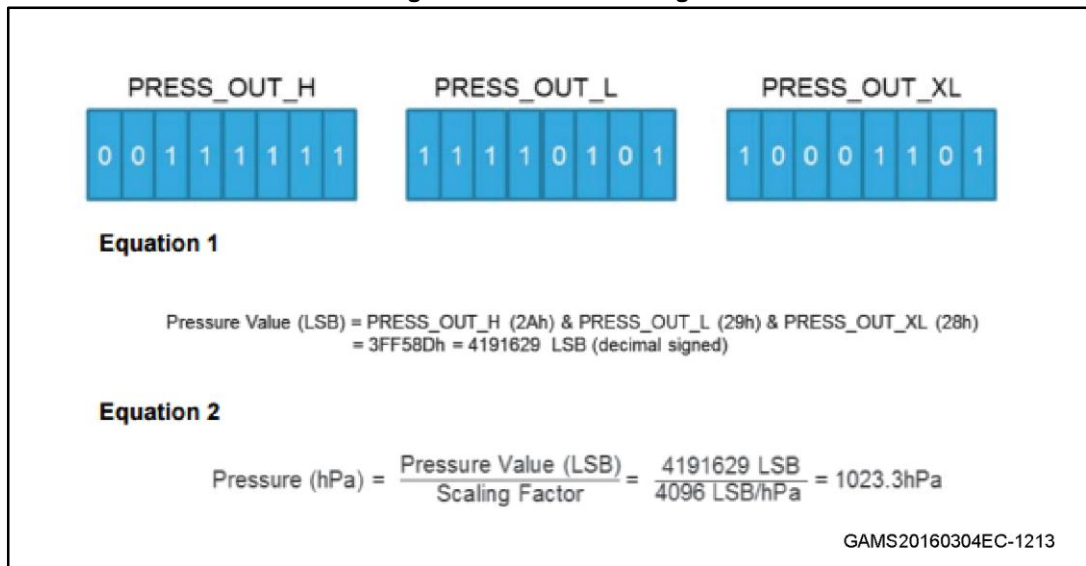 PRESS_OUT_H PRESS_OUT_L PRESS_OUT_XL
0 0 1 1 1 1 1 1 1 1 1 1 0 1 0 1 1 0 0 0 1 1 0 1
Equation 1
Pressure Value (LSB) = PRESS_OUT_H (2Ah) & PRESS_OUT_L (29h) & PRESS_OUT_XL (28h)
= 3FF58Dh = 4191629 LSB (decimal signed)
Equation 2
Pressure (hPa) = Pressure Value (LSB) / Scaling Factor = 4191629 LSB / 4096 LSB/hPa = 1023.3hPa
GAMS20160304EC-1213